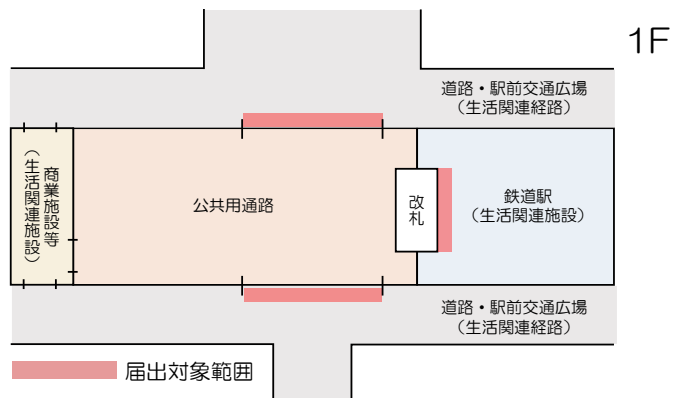 1F
道路・駅前交通広場
（生活関連経路）
商業施設等
（生活関連施設）
公共用通路
改札
鉄道駅
（生活関連施設）
道路・駅前交通広場
（生活関連経路）
届出対象範囲